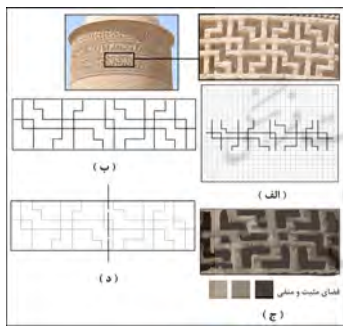 ( ب )
( الف )
( د )
فضای مثبت و منفی
( ج )